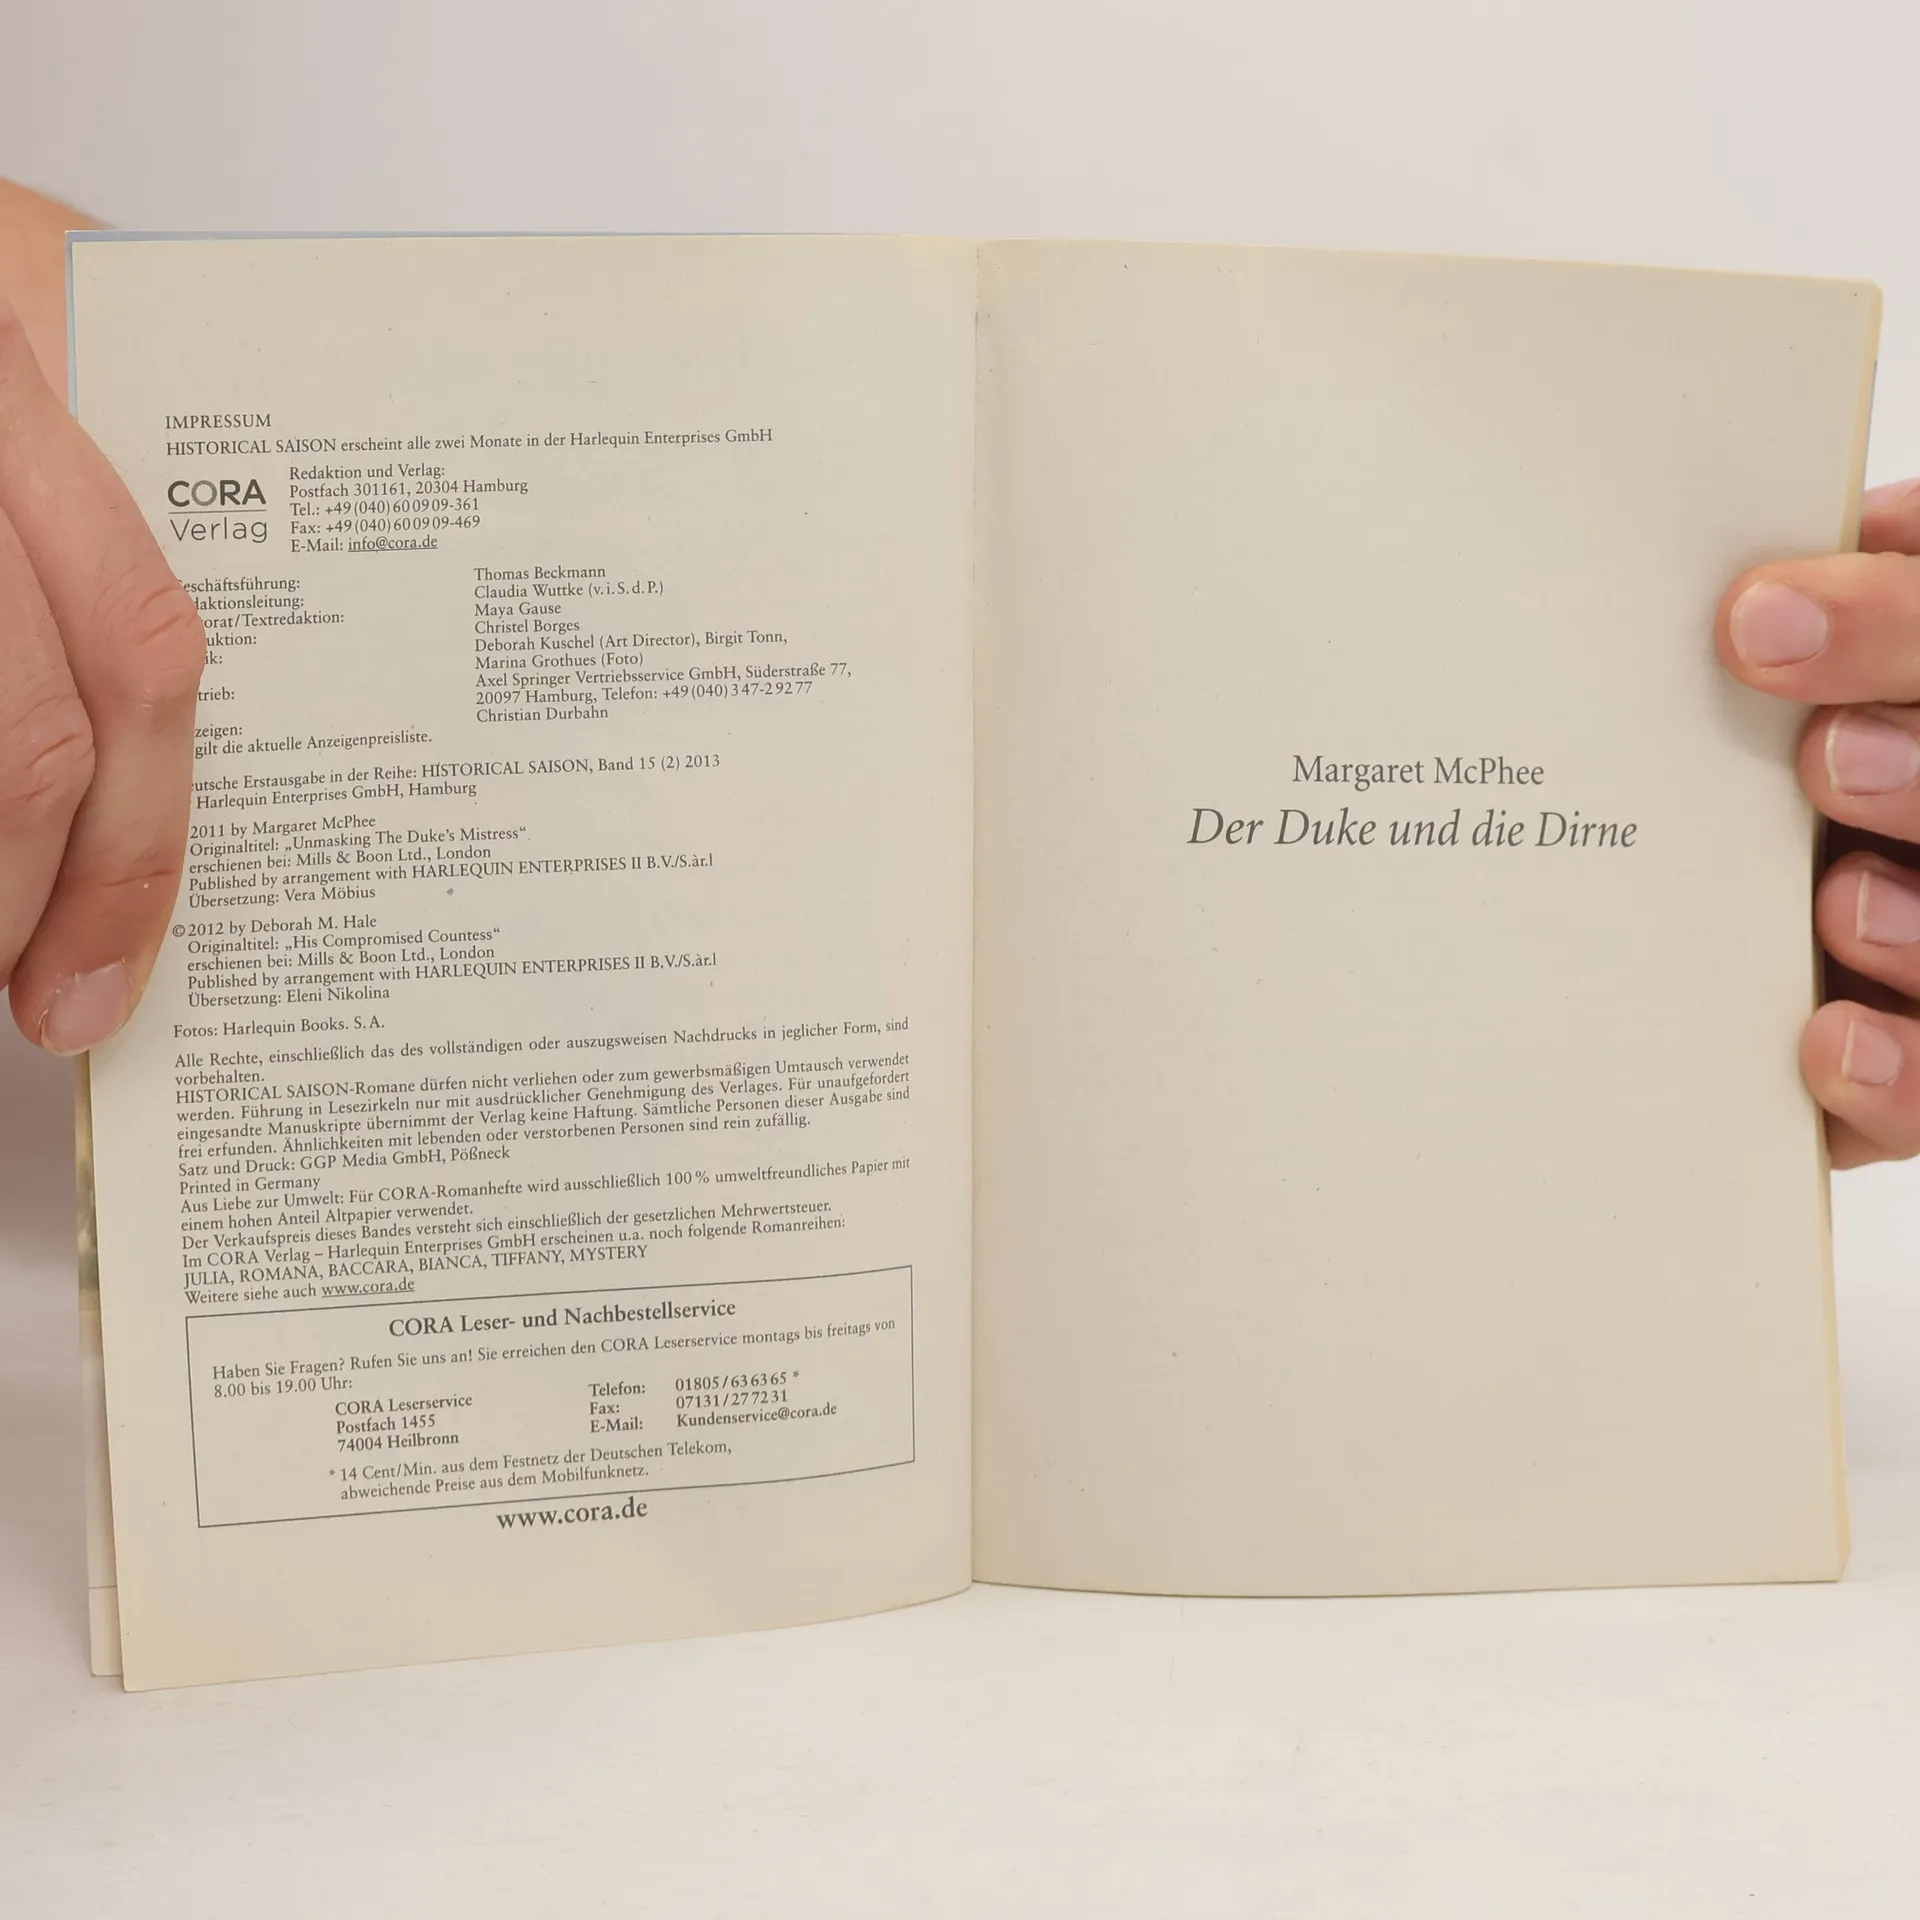 IMPRESSUM
HISTORICAL SAISON erscheint alle zwei Monate in der Harlequin Enterprises GmbH
CORA
Verlag
Redaktion und Verlag:
Postfach 301161, 20304 Hamburg
Tel.: +49 (040) 60 09 09-361
Fax: +49 (040) 60 09 09-469
E-Mail: info@cora.de
eschäftsführung: Thomas Beckmann
daktionsleitung: Claudia Wuttke (v. i. S. d. P.)
orat/Textredaktion: Maya Gause
uktion: Christel Borges
ik: Deborah Kuschel (Art Director), Birgit Tonn,
Marina Grothues (Foto)
trieb: Axel Springer Vertriebsservice GmbH, Süderstraße 77,
20097 Hamburg, Telefon: +49 (040) 3 47-2 92 77
zeigen: Christian Durbahn
gilt die aktuelle Anzeigenpreisliste.
utsche Erstausgabe in der Reihe: HISTORICAL SAISON, Band 15 (2) 2013
Harlequin Enterprises GmbH, Hamburg
2011 by Margaret McPhee
Originaltitel: „Unmasking The Duke’s Mistress“
erschienen bei: Mills & Boon Ltd., London
Published by arrangement with HARLEQUIN ENTERPRISES II B.V./S.àr.l
Übersetzung: Vera Möbius
© 2012 by Deborah M. Hale
Originaltitel: „His Compromised Countess“
erschienen bei: Mills & Boon Ltd., London
Published by arrangement with HARLEQUIN ENTERPRISES II B.V./S.àr.l
Übersetzung: Eleni Nikolina
Fotos: Harlequin Books. S. A.
Alle Rechte, einschließlich das des vollständigen oder auszugsweisen Nachdrucks in jeglicher Form, sind
vorbehalten.
HISTORICAL SAISON-Romane dürfen nicht verliehen oder zum gewerbsmäßigen Umtausch verwendet
werden. Führung in Lesezirkeln nur mit ausdrücklicher Genehmigung des Verlages. Für unaufgefordert
eingesandte Manuskripte übernimmt der Verlag keine Haftung. Sämtliche Personen dieser Ausgabe sind
frei erfunden. Ähnlichkeiten mit lebenden oder verstorbenen Personen sind rein zufällig.
Satz und Druck: GGP Media GmbH, Pößneck
Printed in Germany
Aus Liebe zur Umwelt: Für CORA-Romanhefte wird ausschließlich 100 % umweltfreundliches Papier mit
einem hohen Anteil Altpapier verwendet.
Der Verkaufspreis dieses Bandes versteht sich einschließlich der gesetzlichen Mehrwertsteuer.
Im CORA Verlag – Harlequin Enterprises GmbH erscheinen u.a. noch folgende Romanreihen:
JULIA, ROMANA, BACCARA, BIANCA, TIFFANY, MYSTERY
Weitere siehe auch www.cora.de
CORA Leser- und Nachbestellservice
Haben Sie Fragen? Rufen Sie uns an! Sie erreichen den CORA Leserservice montags bis freitags von
8.00 bis 19.00 Uhr:
CORA Leserservice
Postfach 1455
74004 Heilbronn
Telefon: 01805 / 63 63 65 *
Fax: 07131 / 27 72 31
E-Mail: Kundenservice@cora.de
* 14 Cent/Min. aus dem Festnetz der Deutschen Telekom,
abweichende Preise aus dem Mobilfunknetz.
www.cora.de
Margaret McPhee
Der Duke und die Dirne